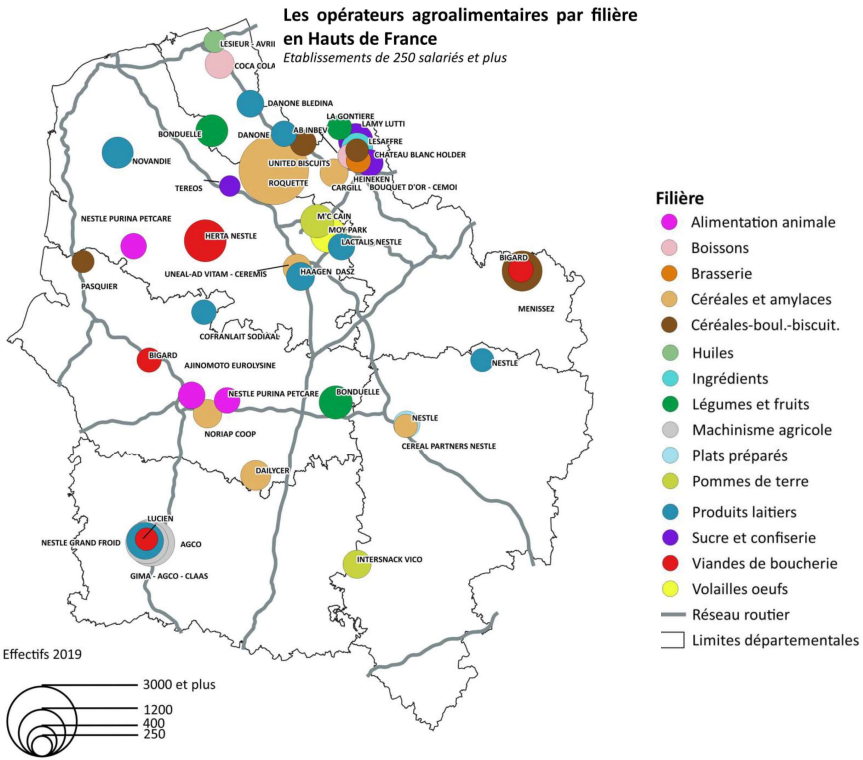 Les opérateurs agroalimentaires par filière
en Hauts de France
Etablissements de 250 salariés et plus
LESIEUR - AVRIL
COCA COLA
DANONE BLEDINA
LA GONTIERE
LAMY LUTTI
BONDUELLE
DANONE
AB INBEV
LESAFFRE
CHATEAU BLANC HOLDER
NOVANDIE
UNITED BISCUITS
HEINEKEN
TEREOS
ROQUETTE
CARGILL
BOUQUET D'OR - CEMOI
NESTLE PURINA PETCARE
M'C CAIN
MOY PARK
HERTA NESTLE
LACTALIS NESTLE
BIGARD
UNEAL-AD VITAM - CEREMIS
HAAGEN DASZ
PASQUIER
MENISSEZ
COFRANLAIT SODIAAL
BIGARD
AJINOMOTO EUROLYSINE
NESTLE
NESTLE PURINA PETCARE
BONDUELLE
NESTLE
NORIAP COOP
CEREAL PARTNERS NESTLE
DAILYCER
LUCIEN
NESTLE GRAND FROID
AGCO
GIMA - AGCO - CLAAS
INTERSNACK VICO
Filière
Alimentation animale
Boissons
Brasserie
Céréales et amylaces
Céréales-boul.-biscuit.
Huiles
Ingrédients
Légumes et fruits
Machinisme agricole
Plats préparés
Pommes de terre
Produits laitiers
Sucre et confiserie
Viandes de boucherie
Volailles oeufs
Réseau routier
Limites départementales
Effectifs 2019
3000 et plus
1200
400
250